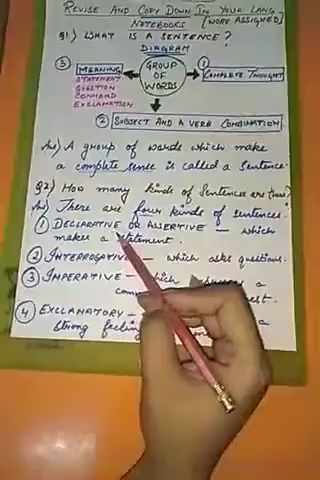 REVISE AND COPY DOWN IN YOUR LANG.
NOTEBOOKS [WORK ASSIGNED]
Q1) WHAT IS A SENTENCE?
DIAGRAM
③ MEANING
STATEMENT
QUESTION
COMMAND
EXCLAMATION
GROUP
OF
WORDS
①
COMPLETE THOUGHT
② SUBJECT AND A VERB COMBINATION
Ans) A group of words which make
a complete sense is called a sentence.
Q2) How many kinds of sentences are there?
Ans) There are four kinds of sentences.
① DECLARATIVE OR ASSERTIVE – which
makes a statement.
② INTERROGATIVE – which asks questions.
③ IMPERATIVE – which a
④ EXCLANATORY –
strong feeling a